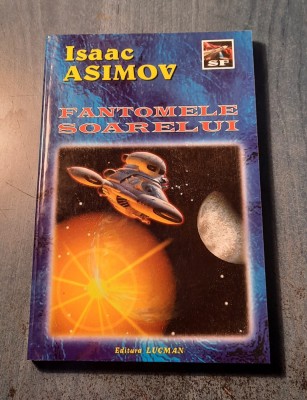 Isaac
ASIMOV
SF
FANTOMELE
SOARELUI
Editura LUCMAN